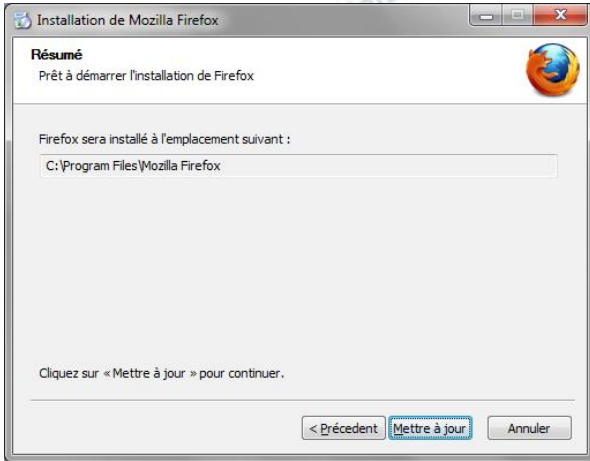 Installation de Mozilla Firefox
Résumé
Prêt à démarrer l'installation de Firefox
Firefox sera installé à l'emplacement suivant :
C:\Program Files\Mozilla Firefox
Cliquez sur « Mettre à jour » pour continuer.
< Précedent Mettre à jour Annuler